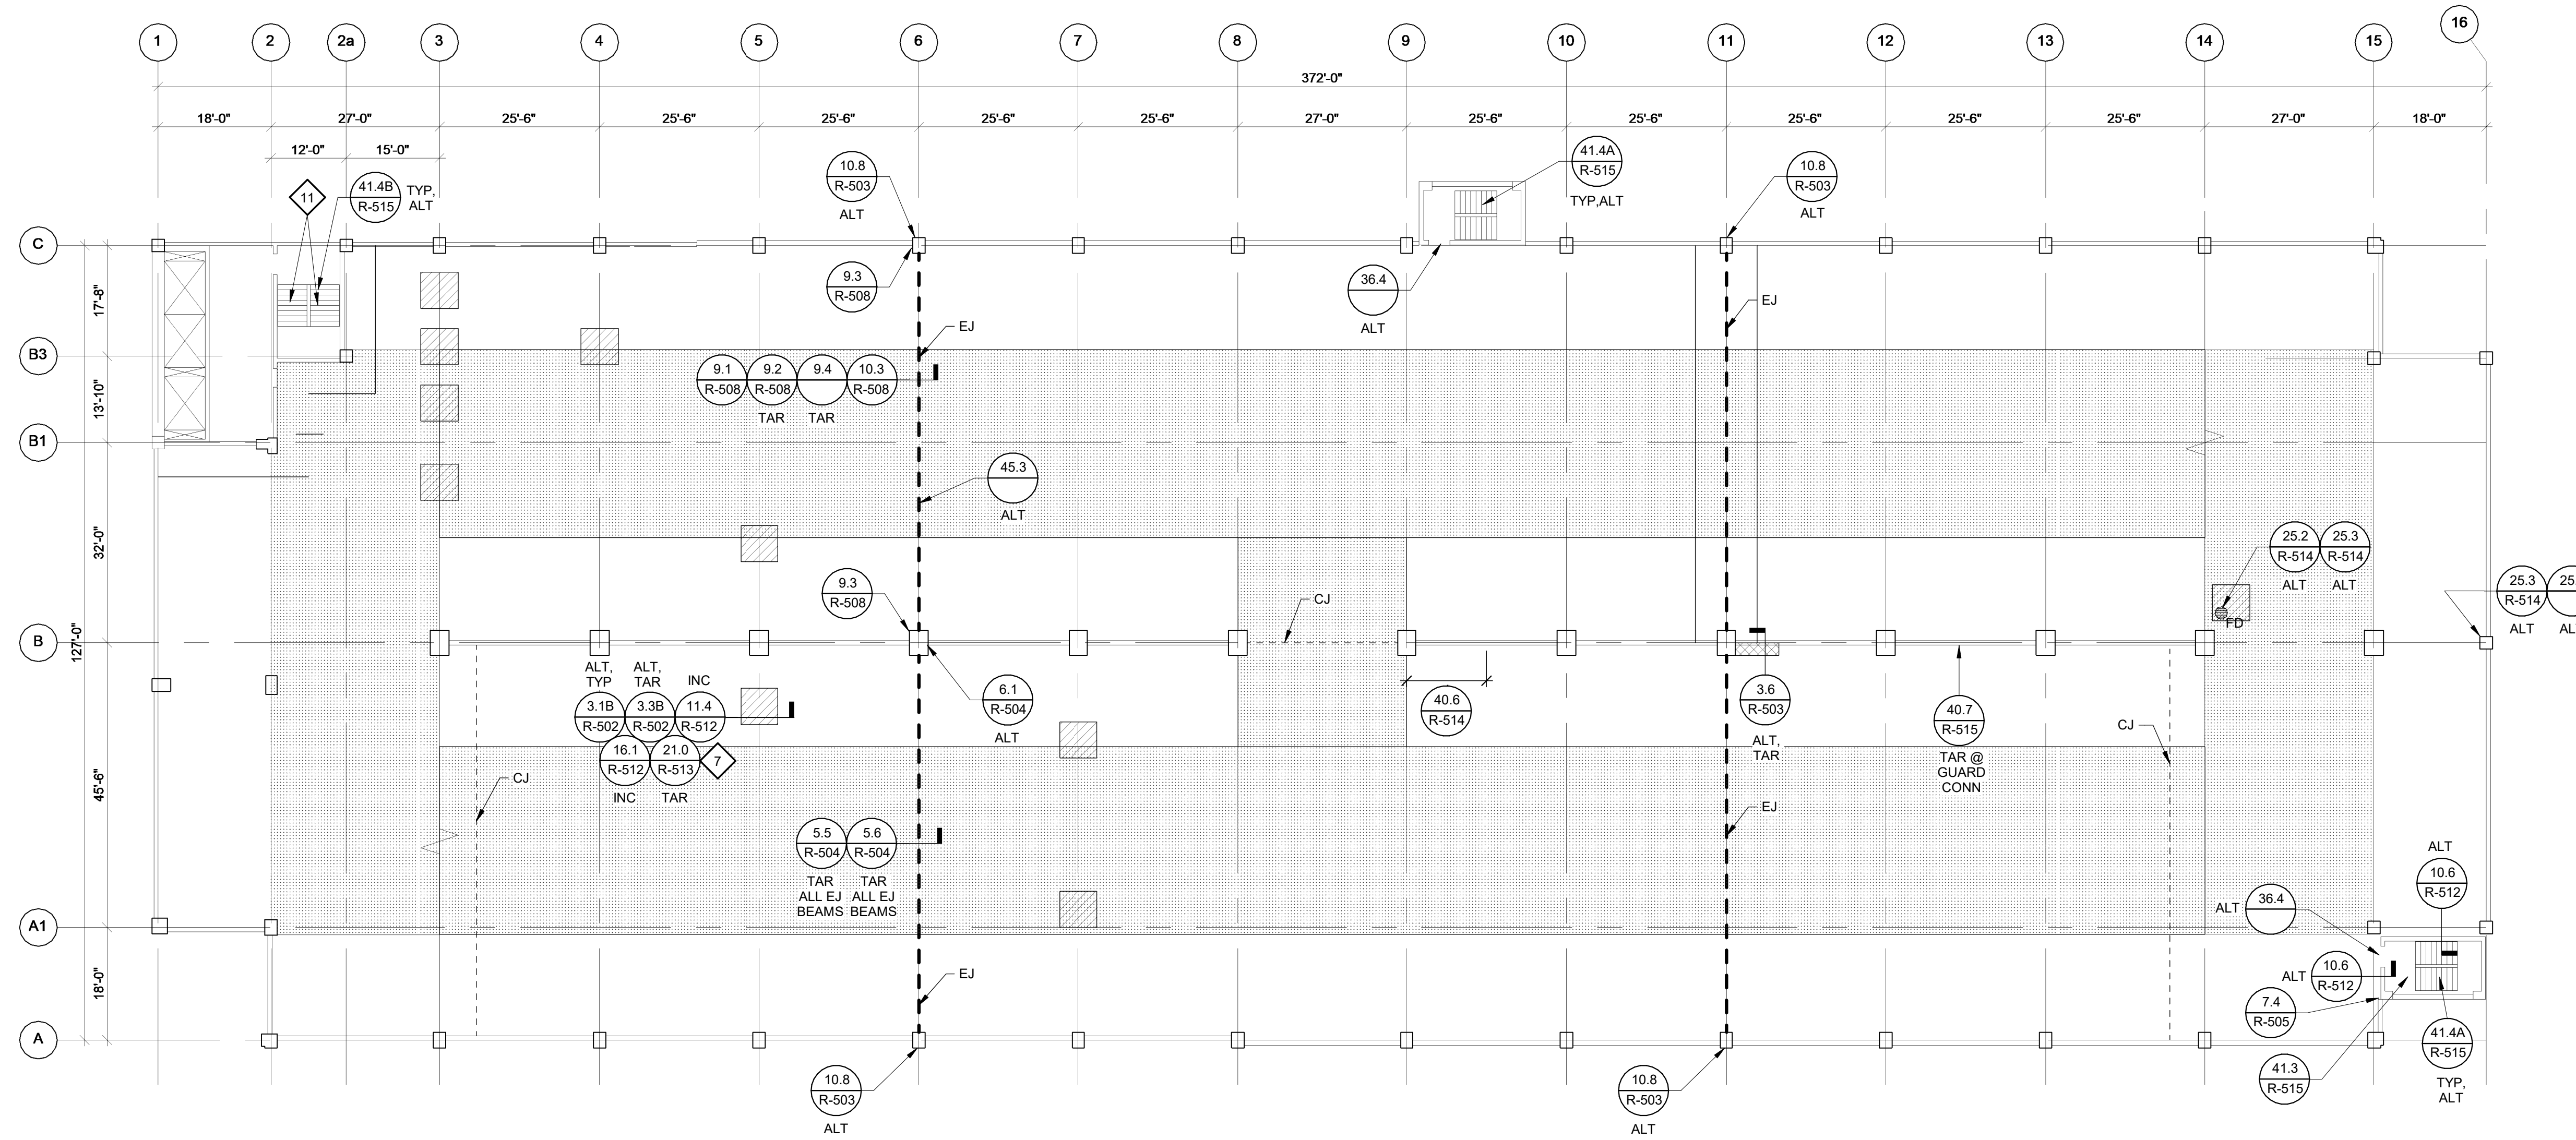 1 2 2a 3 4 5 6 7 8 9 10 11 12 13 14 15 16
372'-0"
18'-0" 27'-0" 25'-6" 25'-6" 25'-6" 25'-6" 25'-6" 27'-0" 25'-6" 25'-6" 25'-6" 25'-6" 25'-6" 27'-0" 18'-0"
12'-0" 15'-0"
11
41.4B
R-515
TYP,
ALT
10.8
R-503
ALT
41.4A
R-515
TYP,ALT
10.8
R-503
ALT
C
17'-8"
9.3
R-508
36.4
ALT
EJ
EJ
B3
13'-10"
9.1 9.2 9.4 10.3
R-508 R-508 R-508
TAR TAR
B1
32'-0"
45.3
ALT
25.2 25.3
R-514 R-514
ALT ALT
FD
25.3 25.
R-514
ALT AL
9.3
R-508
CJ
B
127'-0"
ALT,
TYP
ALT,
TAR
INC
3.1B 3.3B 11.4
R-502 R-502 R-512
16.1 21.0
R-512 R-513
7
INC TAR
6.1
R-504
ALT
40.6
R-514
3.6
R-503
ALT,
TAR
40.7
R-515
TAR @
GUARD
CONN
CJ
45'-6"
CJ
5.5 5.6
R-504 R-504
TAR TAR
ALL EJ ALL EJ
BEAMS BEAMS
EJ
ALT
10.6
R-512
A1
ALT
36.4
18'-0"
EJ
ALT
10.6
R-512
7.4
R-505
A
41.4A
R-515
TYP,
ALT
41.3
R-515
10.8
R-503
ALT
10.8
R-503
ALT